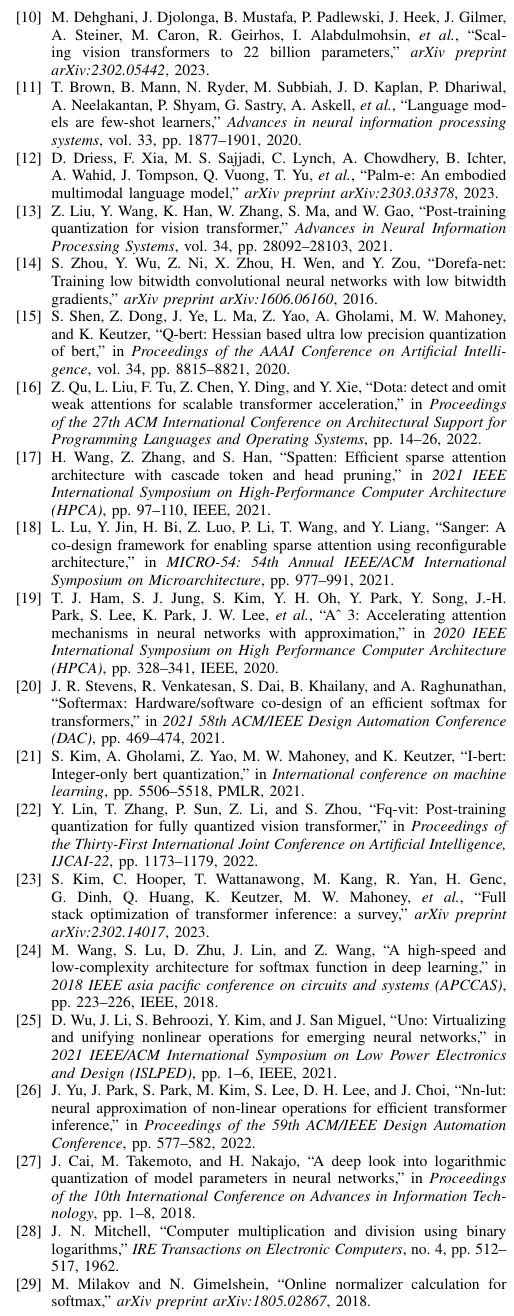 [10] M. Dehghani, J. Djolonga, B. Mustafa, P. Padlewski, J. Heek, J. Gilmer,
A. Steiner, M. Caron, R. Geirhos, I. Alabdulmohsin, et al., “Scal-
ing vision transformers to 22 billion parameters,” arXiv preprint
arXiv:2302.05442, 2023.
[11] T. Brown, B. Mann, N. Ryder, M. Subbiah, J. D. Kaplan, P. Dhariwal,
A. Neelakantan, P. Shyam, G. Sastry, A. Askell, et al., “Language mod-
els are few-shot learners,” Advances in neural information processing
systems, vol. 33, pp. 1877–1901, 2020.
[12] D. Driess, F. Xia, M. S. Sajjadi, C. Lynch, A. Chowdhery, B. Ichter,
A. Wahid, J. Tompson, Q. Vuong, T. Yu, et al., “Palm-e: An embodied
multimodal language model,” arXiv preprint arXiv:2303.03378, 2023.
[13] Z. Liu, Y. Wang, K. Han, W. Zhang, S. Ma, and W. Gao, “Post-training
quantization for vision transformer,” Advances in Neural Information
Processing Systems, vol. 34, pp. 28092–28103, 2021.
[14] S. Zhou, Y. Wu, Z. Ni, X. Zhou, H. Wen, and Y. Zou, “Dorefa-net:
Training low bitwidth convolutional neural networks with low bitwidth
gradients,” arXiv preprint arXiv:1606.06160, 2016.
[15] S. Shen, Z. Dong, J. Ye, L. Ma, Z. Yao, A. Gholami, M. W. Mahoney,
and K. Keutzer, “Q-bert: Hessian based ultra low precision quantization
of bert,” in Proceedings of the AAAI Conference on Artificial Intelli-
gence, vol. 34, pp. 8815–8821, 2020.
[16] Z. Qu, L. Liu, F. Tu, Z. Chen, Y. Ding, and Y. Xie, “Dota: detect and omit
weak attentions for scalable transformer acceleration,” in Proceedings
of the 27th ACM International Conference on Architectural Support for
Programming Languages and Operating Systems, pp. 14–26, 2022.
[17] H. Wang, Z. Zhang, and S. Han, “Spatten: Efficient sparse attention
architecture with cascade token and head pruning,” in 2021 IEEE
International Symposium on High-Performance Computer Architecture
(HPCA), pp. 97–110, IEEE, 2021.
[18] L. Lu, Y. Jin, H. Bi, Z. Luo, P. Li, T. Wang, and Y. Liang, “Sanger: A
co-design framework for enabling sparse attention using reconfigurable
architecture,” in MICRO-54: 54th Annual IEEE/ACM International
Symposium on Microarchitecture, pp. 977–991, 2021.
[19] T. J. Ham, S. J. Jung, S. Kim, Y. H. Oh, Y. Park, Y. Song, J.-H.
Park, S. Lee, K. Park, J. W. Lee, et al., “Aˆ 3: Accelerating attention
mechanisms in neural networks with approximation,” in 2020 IEEE
International Symposium on High Performance Computer Architecture
(HPCA), pp. 328–341, IEEE, 2020.
[20] J. R. Stevens, R. Venkatesan, S. Dai, B. Khailany, and A. Raghunathan,
“Softermax: Hardware/software co-design of an efficient softmax for
transformers,” in 2021 58th ACM/IEEE Design Automation Conference
(DAC), pp. 469–474, 2021.
[21] S. Kim, A. Gholami, Z. Yao, M. W. Mahoney, and K. Keutzer, “I-bert:
Integer-only bert quantization,” in International conference on machine
learning, pp. 5506–5518, PMLR, 2021.
[22] Y. Lin, T. Zhang, P. Sun, Z. Li, and S. Zhou, “Fq-vit: Post-training
quantization for fully quantized vision transformer,” in Proceedings of
the Thirty-First International Joint Conference on Artificial Intelligence,
IJCAI-22, pp. 1173–1179, 2022.
[23] S. Kim, C. Hooper, T. Wattanawong, M. Kang, R. Yan, H. Genc,
G. Dinh, Q. Huang, K. Keutzer, M. W. Mahoney, et al., “Full
stack optimization of transformer inference: a survey,” arXiv preprint
arXiv:2302.14017, 2023.
[24] M. Wang, S. Lu, D. Zhu, J. Lin, and Z. Wang, “A high-speed and
low-complexity architecture for softmax function in deep learning,” in
2018 IEEE asia pacific conference on circuits and systems (APCCAS),
pp. 223–226, IEEE, 2018.
[25] D. Wu, J. Li, S. Behroozi, Y. Kim, and J. San Miguel, “Uno: Virtualizing
and unifying nonlinear operations for emerging neural networks,” in
2021 IEEE/ACM International Symposium on Low Power Electronics
and Design (ISLPED), pp. 1–6, IEEE, 2021.
[26] J. Yu, J. Park, S. Park, M. Kim, S. Lee, D. H. Lee, and J. Choi, “Nn-lut:
neural approximation of non-linear operations for efficient transformer
inference,” in Proceedings of the 59th ACM/IEEE Design Automation
Conference, pp. 577–582, 2022.
[27] J. Cai, M. Takemoto, and H. Nakajo, “A deep look into logarithmic
quantization of model parameters in neural networks,” in Proceedings
of the 10th International Conference on Advances in Information Tech-
nology, pp. 1–8, 2018.
[28] J. N. Mitchell, “Computer multiplication and division using binary
logarithms,” IRE Transactions on Electronic Computers, no. 4, pp. 512–
517, 1962.
[29] M. Milakov and N. Gimelshein, “Online normalizer calculation for
softmax,” arXiv preprint arXiv:1805.02867, 2018.